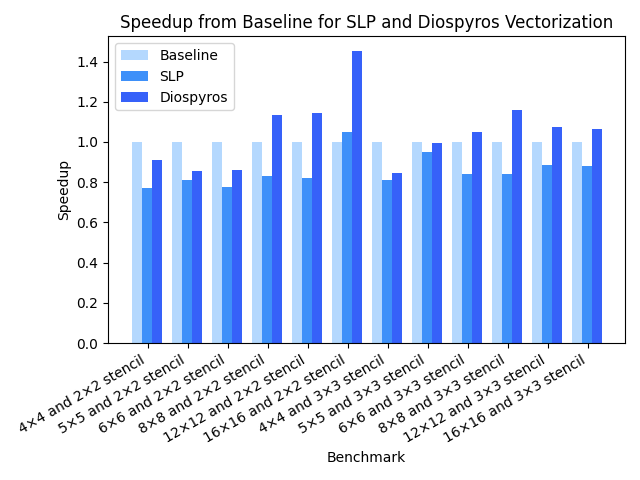 Speedup from Baseline for SLP and Diospyros Vectorization
Baseline
SLP
Diospyros
1.4
1.2
1.0
0.8
0.6
0.4
0.2
0.0
Speedup
4×4 and 2×2 stencil
5×5 and 2×2 stencil
6×6 and 2×2 stencil
8×8 and 2×2 stencil
12×12 and 2×2 stencil
16×16 and 2×2 stencil
4×4 and 3×3 stencil
5×5 and 3×3 stencil
6×6 and 3×3 stencil
8×8 and 3×3 stencil
12×12 and 3×3 stencil
16×16 and 3×3 stencil
Benchmark